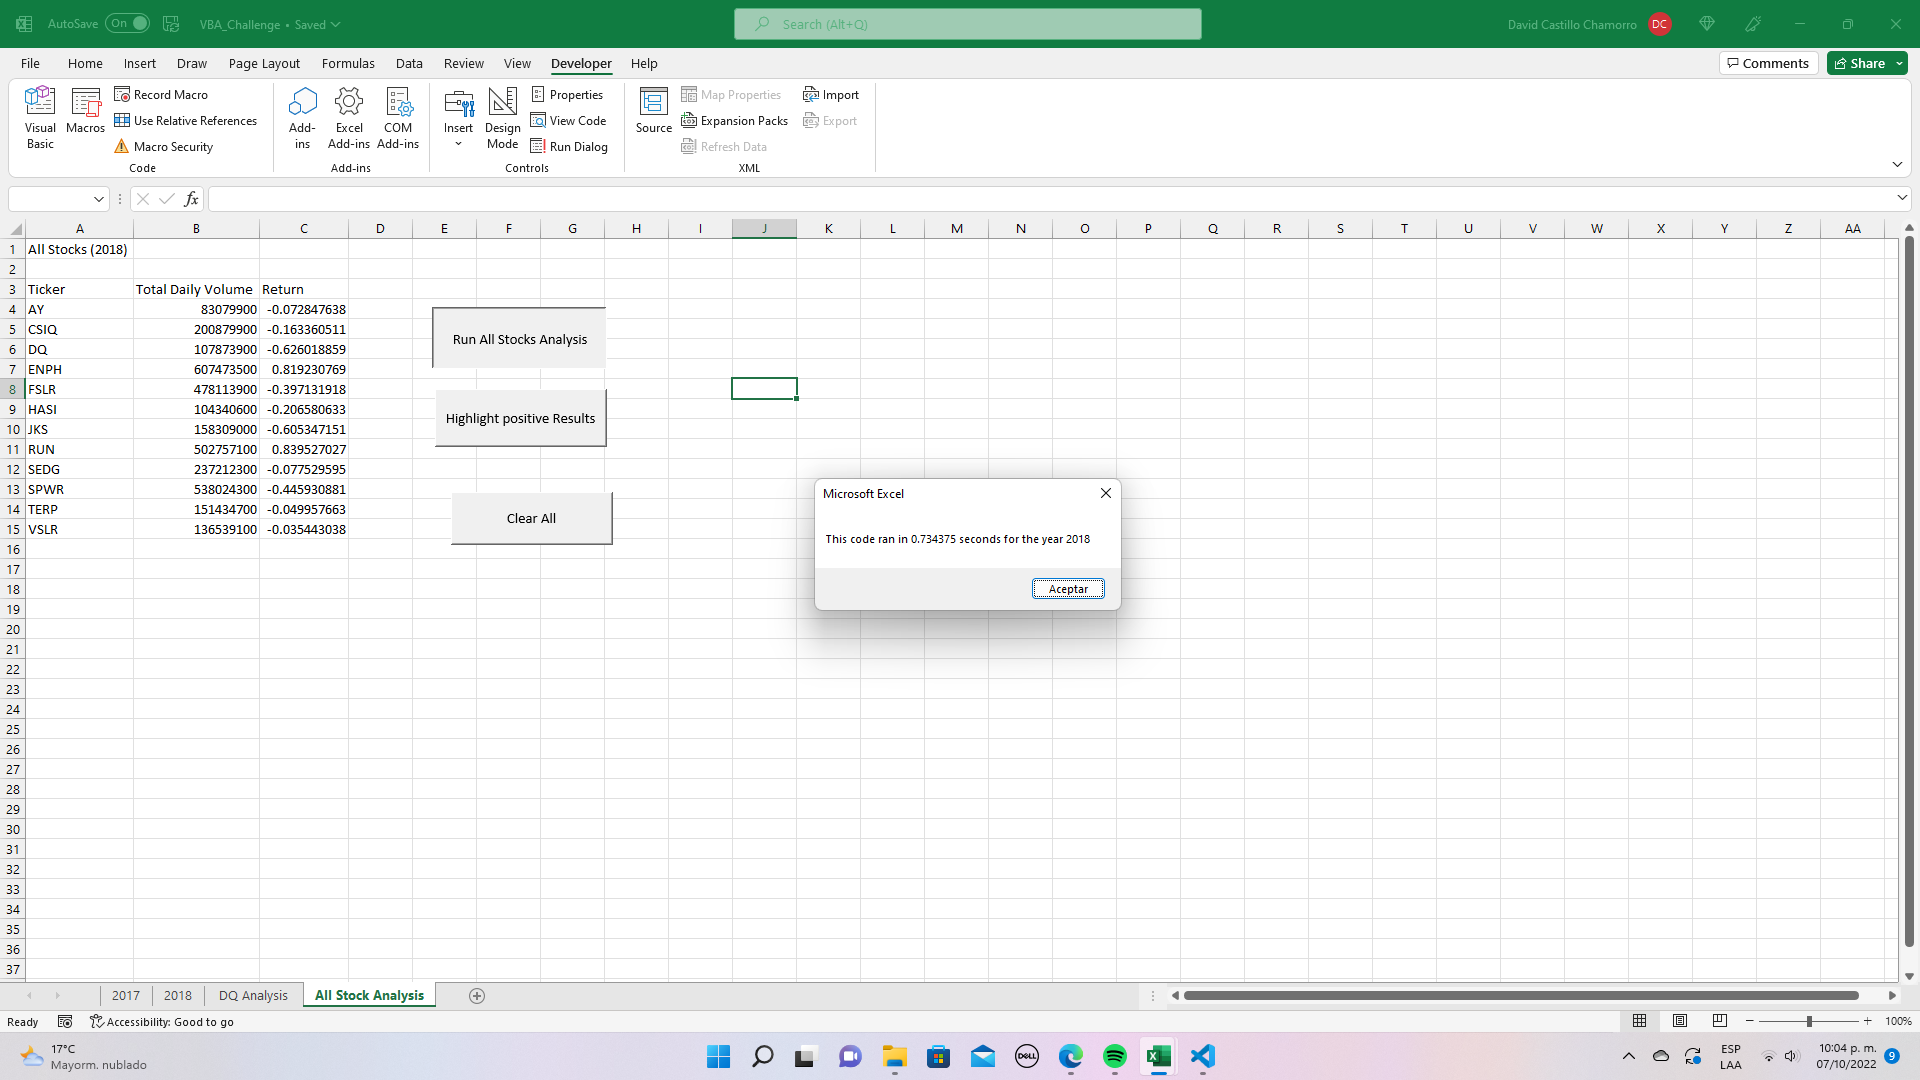 AutoSave On VBA_Challenge • Saved Search (Alt+Q) David Castillo Chamorro DC
File Home Insert Draw Page Layout Formulas Data Review View Developer Help Comments Share
Visual Basic
Macros
Record Macro
Use Relative References
Macro Security
Code
Add-ins
Excel Add-ins
COM Add-ins
Add-ins
Insert
Design Mode
Properties
View Code
Run Dialog
Controls
Source
Map Properties
Expansion Packs
Refresh Data
Import
Export
XML
fx
A B C D E F G H I J K L M N O P Q R S T U V W X Y Z AA
1 All Stocks (2018)
2
3 Ticker Total Daily Volume Return
4 AY 83079900 -0.072847638
5 CSIQ 200879900 -0.163360511
6 DQ 107873900 -0.626018859
7 ENPH 607473500 0.819230769
8 FSLR 478113900 -0.397131918
9 HASI 104340600 -0.206580633
10 JKS 158309000 -0.605347151
11 RUN 502757100 0.839527027
12 SEDG 237212300 -0.077529595
13 SPWR 538024300 -0.445930881
14 TERP 151434700 -0.049957663
15 VSLR 136539100 -0.035443038
16
17
18
19
20
21
22
23
24
25
26
27
28
29
30
31
32
33
34
35
36
37
Run All Stocks Analysis
Highlight positive Results
Clear All
Microsoft Excel
This code ran in 0.734375 seconds for the year 2018
Aceptar
2017 2018 DQ Analysis All Stock Analysis
Ready Accessibility: Good to go 100%
17°C
Mayorm. nublado
DELL
ESP
LAA
10:04 p. m.
07/10/2022
9